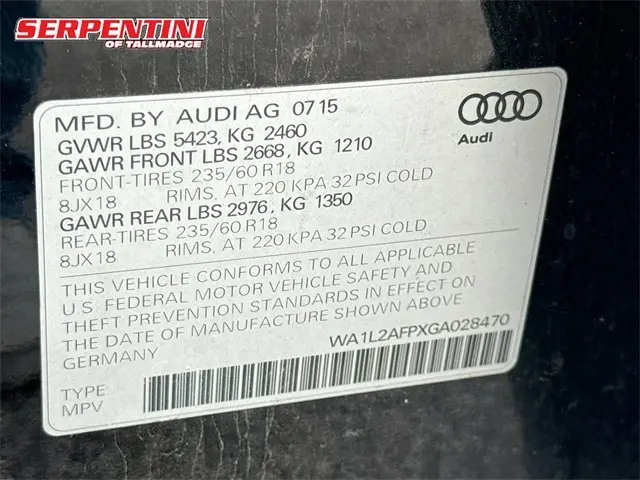 SERPENTINI
OF TALLMADGE
MFD. BY AUDI AG 07 15
GVWR LBS 5423, KG 2460
GAWR FRONT LBS 2668, KG 1210
FRONT-TIRES 235/60 R18
8JX18 RIMS, AT 220 KPA 32 PSI COLD
GAWR REAR LBS 2976, KG 1350
REAR-TIRES 235/60 R18
8JX18 RIMS, AT 220 KPA 32 PSI COLD
Audi
THIS VEHICLE CONFORMS TO ALL APPLICABLE
U.S. FEDERAL MOTOR VEHICLE SAFETY AND
THEFT PREVENTION STANDARDS IN EFFECT
ON THE DATE OF MANUFACTURE SHOWN ABOVE.
GERMANY
WA1L2AFPXGA028470
TYPE
MPV